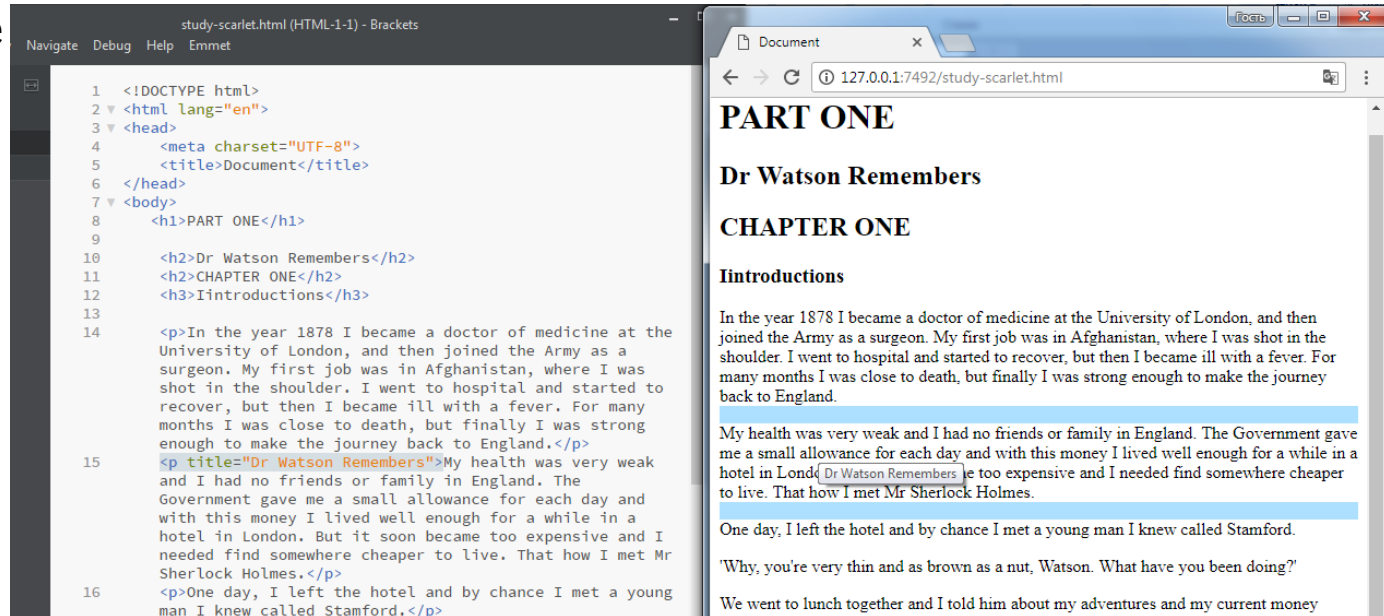 e
study-scarlet.html (HTML-1-1) - Brackets
Navigate Debug Help Emmet
1 <!DOCTYPE html>
2 <html lang="en">
3 <head>
4 <meta charset="UTF-8">
5 <title>Document</title>
6 </head>
7 <body>
8 <h1>PART ONE</h1>
9
10 <h2>Dr Watson Remembers</h2>
11 <h2>CHAPTER ONE</h2>
12 <h3>Iintroductions</h3>
13
14 <p>In the year 1878 I became a doctor of medicine at the
University of London, and then joined the Army as a
surgeon. My first job was in Afghanistan, where I was
shot in the shoulder. I went to hospital and started to
recover, but then I became ill with a fever. For many
months I was close to death, but finally I was strong
enough to make the journey back to England.</p>
15 <p title="Dr Watson Remembers">My health was very weak
and I had no friends or family in England. The
Government gave me a small allowance for each day and
with this money I lived well enough for a while in a
hotel in London. But it soon became too expensive and I
needed find somewhere cheaper to live. That how I met Mr
Sherlock Holmes.</p>
16 <p>One day, I left the hotel and by chance I met a young
man I knew called Stamford.</p>
Гость
Document
127.0.0.1:7492/study-scarlet.html
PART ONE
Dr Watson Remembers
CHAPTER ONE
Iintroductions
In the year 1878 I became a doctor of medicine at the University of London, and then
joined the Army as a surgeon. My first job was in Afghanistan, where I was shot in the
shoulder. I went to hospital and started to recover, but then I became ill with a fever. For
many months I was close to death, but finally I was strong enough to make the journey
back to England.
My health was very weak and I had no friends or family in England. The Government gave
me a small allowance for each day and with this money I lived well enough for a while in a
hotel in Londo Dr Watson Remembers e too expensive and I needed find somewhere cheaper
to live. That how I met Mr Sherlock Holmes.
One day, I left the hotel and by chance I met a young man I knew called Stamford.
'Why, you're very thin and as brown as a nut, Watson. What have you been doing?'
We went to lunch together and I told him about my adventures and my current money